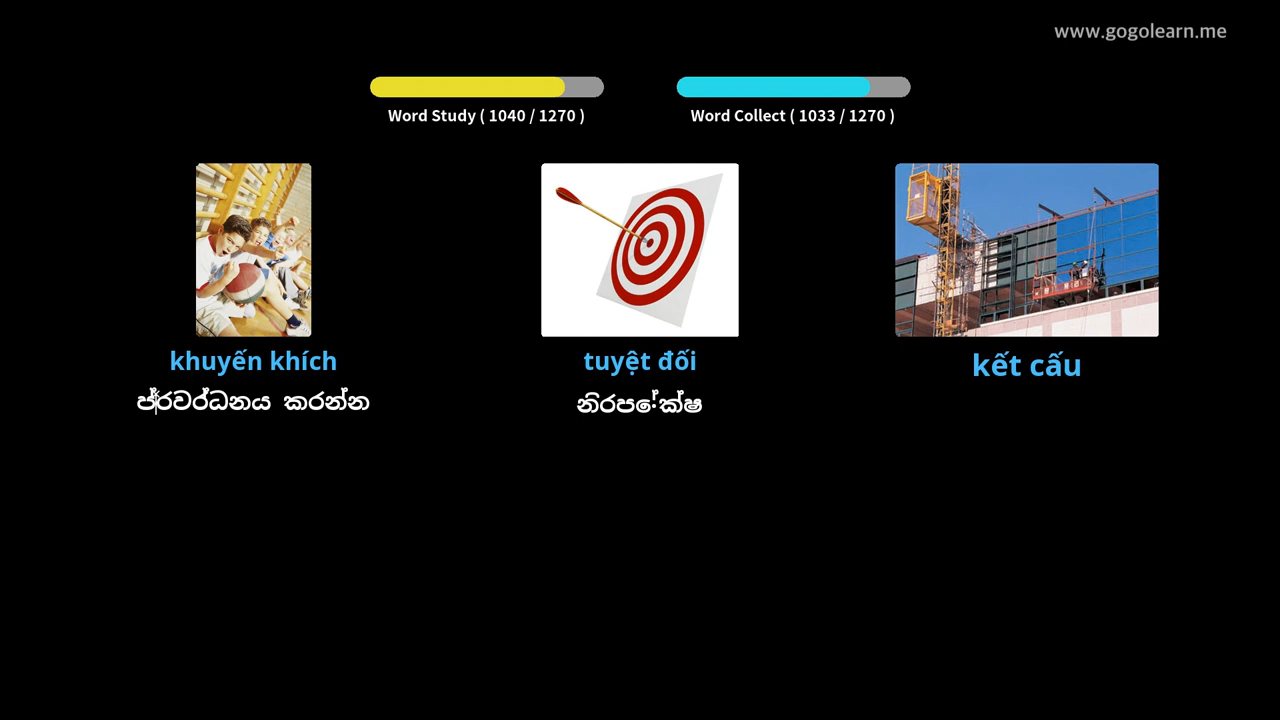 www.gogolearn.me
Word Study ( 1040 / 1270 )
Word Collect ( 1033 / 1270 )
khuyến khích
ප්‍රවර්ධනය කරන්න
tuyệt đối
නිරපේක්ෂ
kết cấu